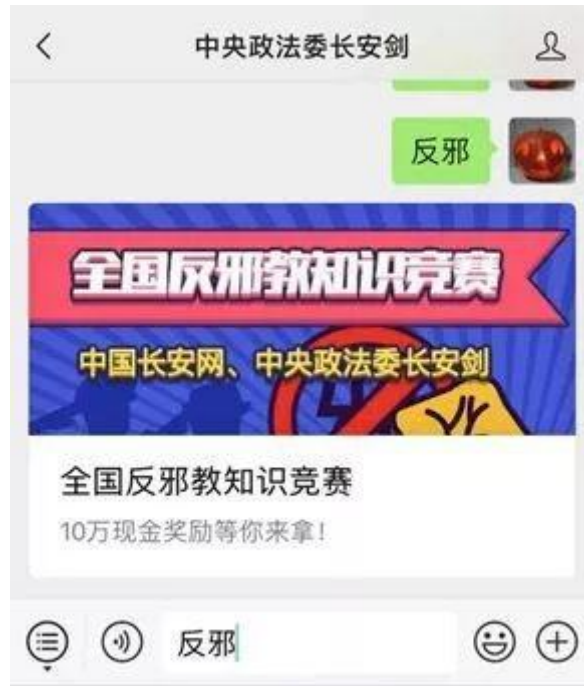 中央政法委长安剑
反邪
全国反邪教知识竞赛
中国长安网、中央政法委长安剑
全国反邪教知识竞赛
10万现金奖励等你来拿!
反邪